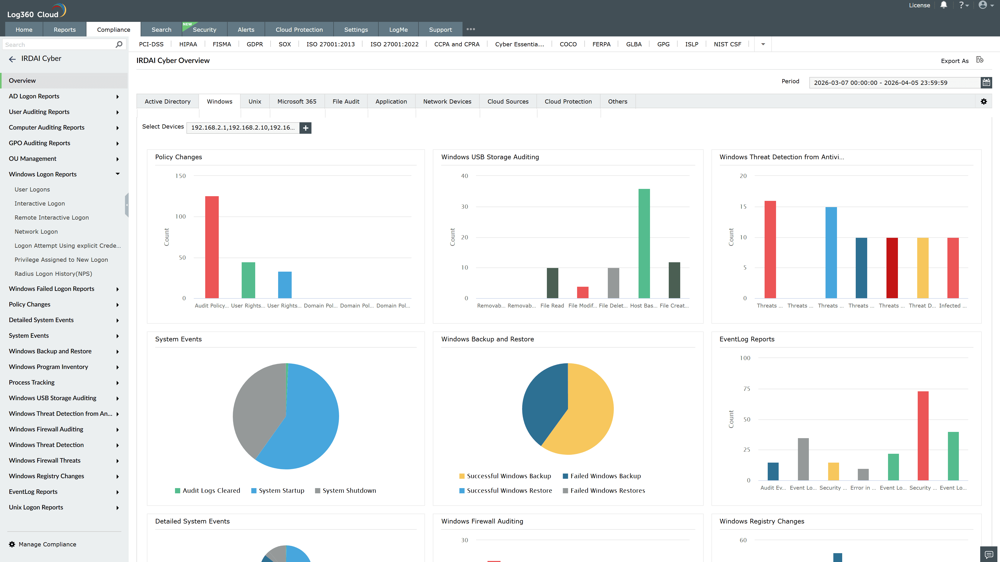 Log360 Cloud
License
?
Home
Reports
Compliance
Search
NEW
Security
Alerts
Cloud Protection
Settings
LogMe
Support
Search
PCI-DSS
HIPAA
FISMA
GDPR
SOX
ISO 27001:2013
ISO 27001:2022
CCPA and CPRA
Cyber Essentia...
COCO
FERPA
GLBA
GPG
ISLP
NIST CSF
IRDAI Cyber
Overview
AD Logon Reports
User Auditing Reports
Computer Auditing Reports
GPO Auditing Reports
OU Management
Windows Logon Reports
User Logons
Interactive Logon
Remote Interactive Logon
Network Logon
Logon Attempt Using explicit Crede...
Privilege Assigned to New Logon
Radius Logon History(NPS)
Windows Failed Logon Reports
Policy Changes
Detailed System Events
System Events
Windows Backup and Restore
Windows Program Inventory
Process Tracking
Windows USB Storage Auditing
Windows Threat Detection from An...
Windows Firewall Auditing
Windows Threat Detection
Windows Firewall Threats
Windows Registry Changes
EventLog Reports
Unix Logon Reports
Manage Compliance
IRDAI Cyber Overview
Export As
Period
2026-03-07 00:00:00 - 2026-04-05 23:59:59
Active Directory
Windows
Unix
Microsoft 365
File Audit
Application
Network Devices
Cloud Sources
Cloud Protection
Others
Select Devices
192.168.2.1,192.168.2.10,192.16...
Policy Changes
150
100
50
0
Count
Audit Policy...
User Rights...
User Rights...
Domain Pol...
Domain Pol...
Domain Pol...
Windows USB Storage Auditing
40
30
20
10
0
Count
Removab...
Removab...
File Read
File Modif...
File Delet...
Host Bas...
File Creat...
Windows Threat Detection from Antivi...
20
15
10
5
0
Count
Threats ...
Threats ...
Threats ...
Threats ...
Threats ...
Threat D...
Infected ...
System Events
Audit Logs Cleared
System Startup
System Shutdown
Windows Backup and Restore
Successful Windows Backup
Failed Windows Backup
Successful Windows Restore
Failed Windows Restores
EventLog Reports
100
75
50
25
0
Count
Audit Ev...
Event Lo...
Security ...
Error in ...
Event Lo...
Security ...
Event Lo...
Detailed System Events
Windows Firewall Auditing
30
Windows Registry Changes
60